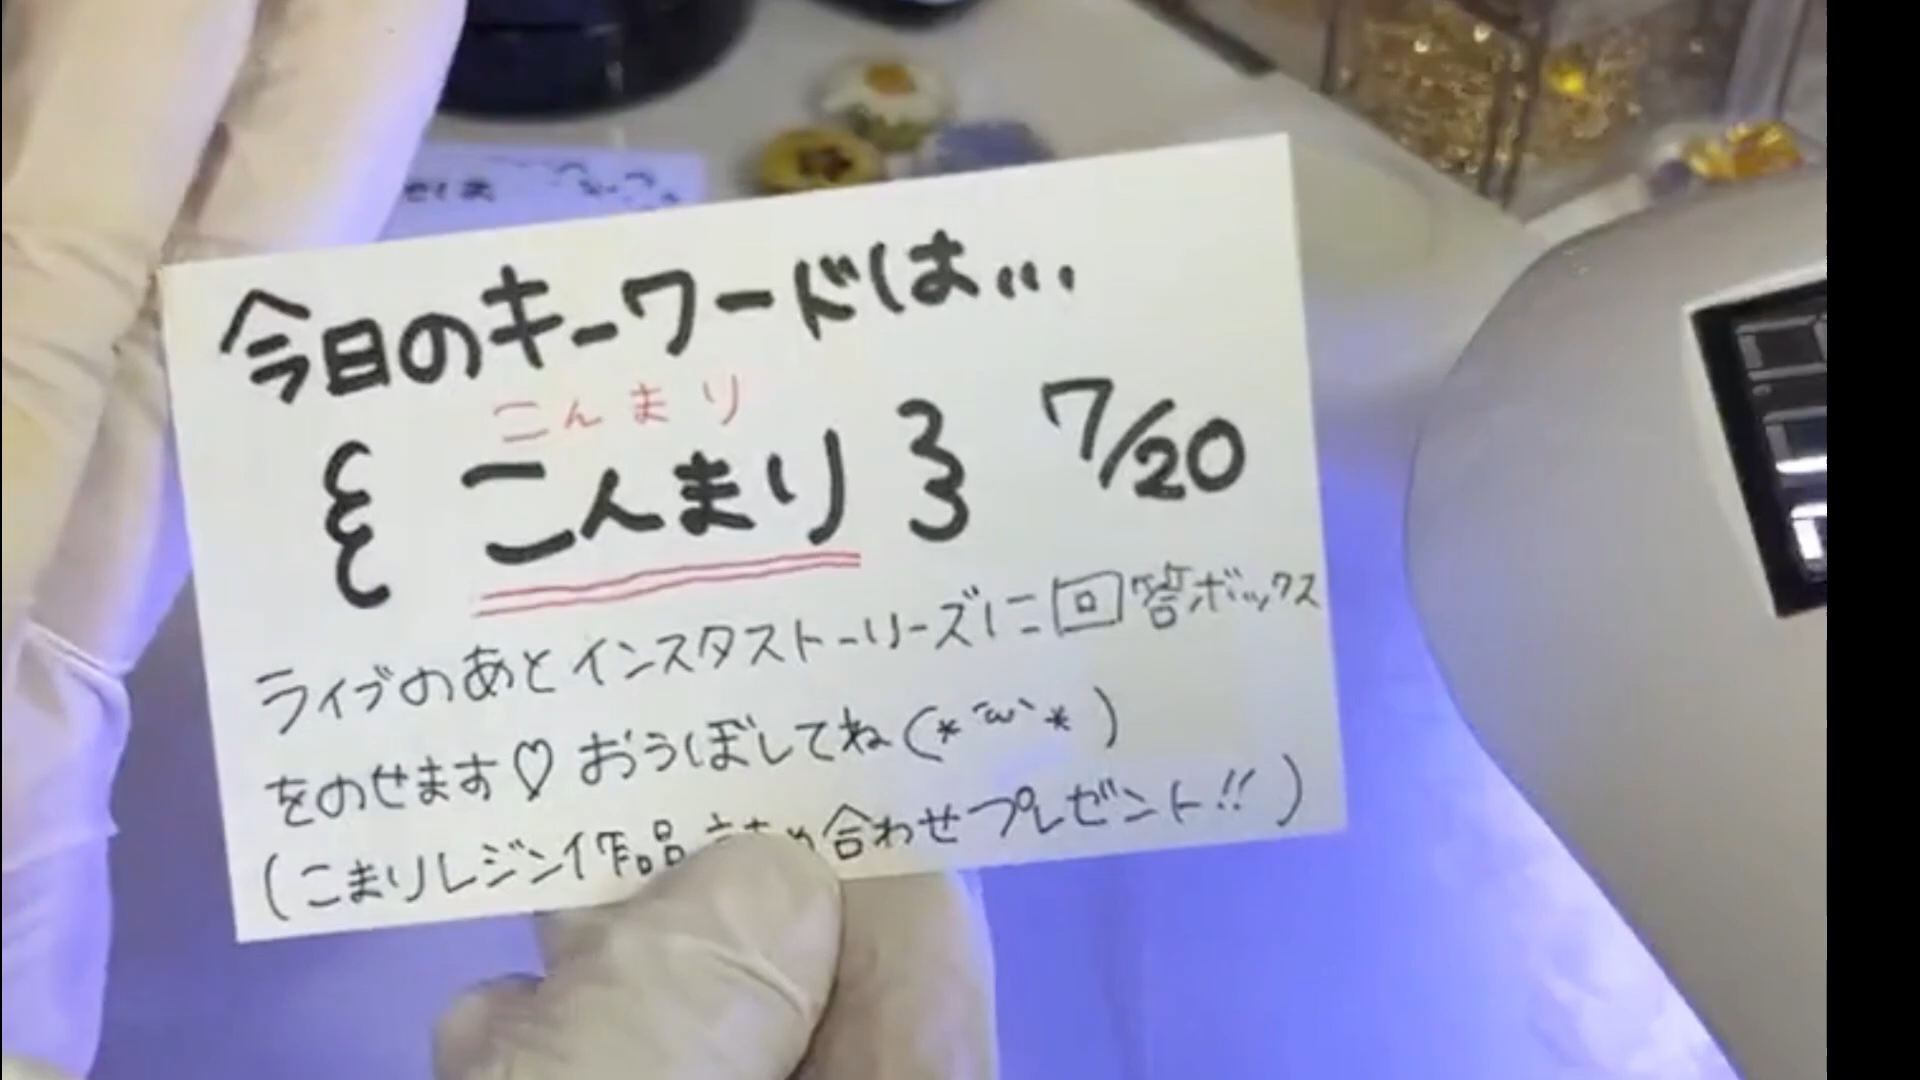 今日のキーワードは…
こんまり
{ こんまり } 7/20
ライブのあとインスタストーリーズに回答ボックス
をのせます♡ おうぼしてね(*˘ω˘*)
(こまりレジン作品 合わせプレゼント!!)